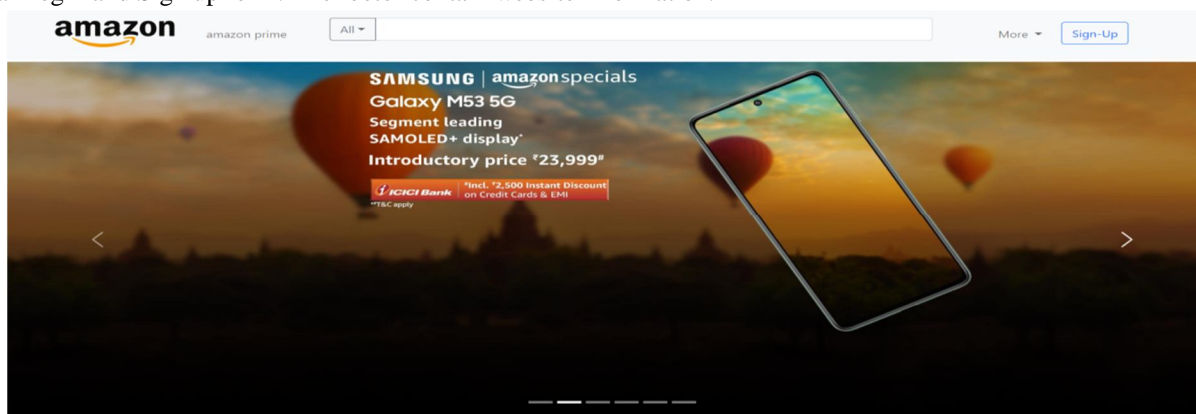 amazon
amazon prime
All
More
Sign-Up
SAMSUNG | amazonspecials
Galaxy M53 5G
Segment leading
SAMOLED+ display*
Introductory price ₹23,999#
ICICI Bank
#Incl. ₹2,500 Instant Discount
on Credit Cards & EMI
**T&C apply